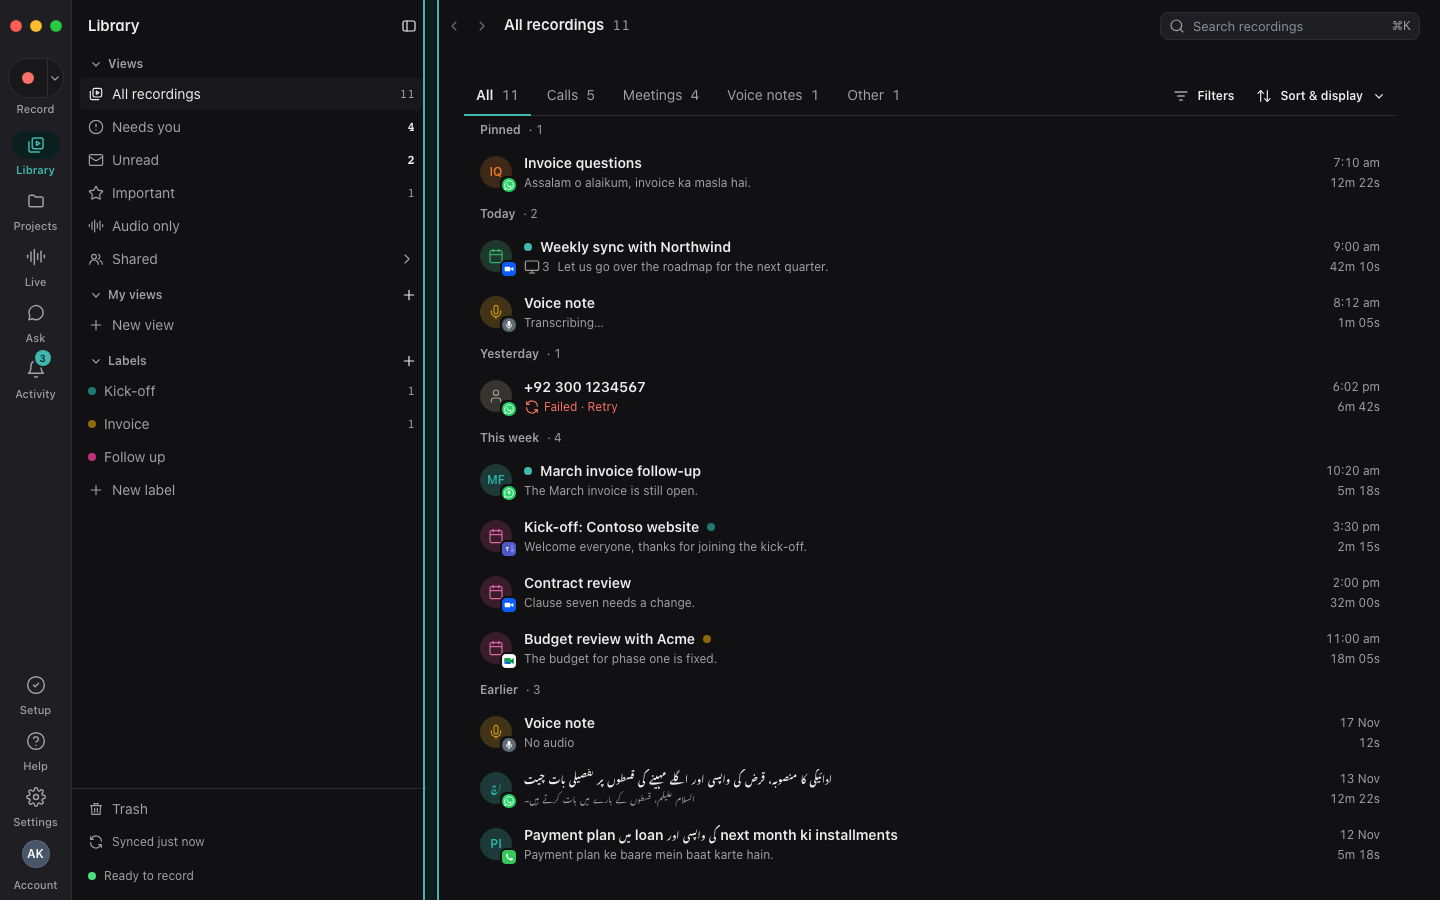 Library
Record
Library
Projects
Live
Ask
3
Activity
Setup
Help
Settings
AK
Account
Views
All recordings 11
Needs you 4
Unread 2
Important 1
Audio only
Shared
My views
New view
Labels
Kick-off 1
Invoice 1
Follow up
New label
Trash
Synced just now
Ready to record
All recordings 11
Search recordings ⌘K
All 11 Calls 5 Meetings 4 Voice notes 1 Other 1
Filters Sort & display
Pinned · 1
IQ Invoice questions 7:10 am
Assalam o alaikum, invoice ka masla hai. 12m 22s
Today · 2
Weekly sync with Northwind 9:00 am
3 Let us go over the roadmap for the next quarter. 42m 10s
Voice note 8:12 am
Transcribing... 1m 05s
Yesterday · 1
+92 300 1234567 6:02 pm
Failed · Retry 6m 42s
This week · 4
MF March invoice follow-up 10:20 am
The March invoice is still open. 5m 18s
Kick-off: Contoso website 3:30 pm
Welcome everyone, thanks for joining the kick-off. 2m 15s
Contract review 2:00 pm
Clause seven needs a change. 32m 00s
Budget review with Acme 11:00 am
The budget for phase one is fixed. 18m 05s
Earlier · 3
Voice note 17 Nov
No audio 12s
ادائیگی کا منصوبہ، قرض کی واپسی اور اگلے مہینے کی قسطوں پر تفصیلی بات چیت 13 Nov
السلام علیکم، قسطوں کے بارے میں بات کرتے ہیں۔ 12m 22s
PI Payment plan میں loan کی واپسی اور next month ki installments 12 Nov
Payment plan ke baare mein baat karte hain. 5m 18s